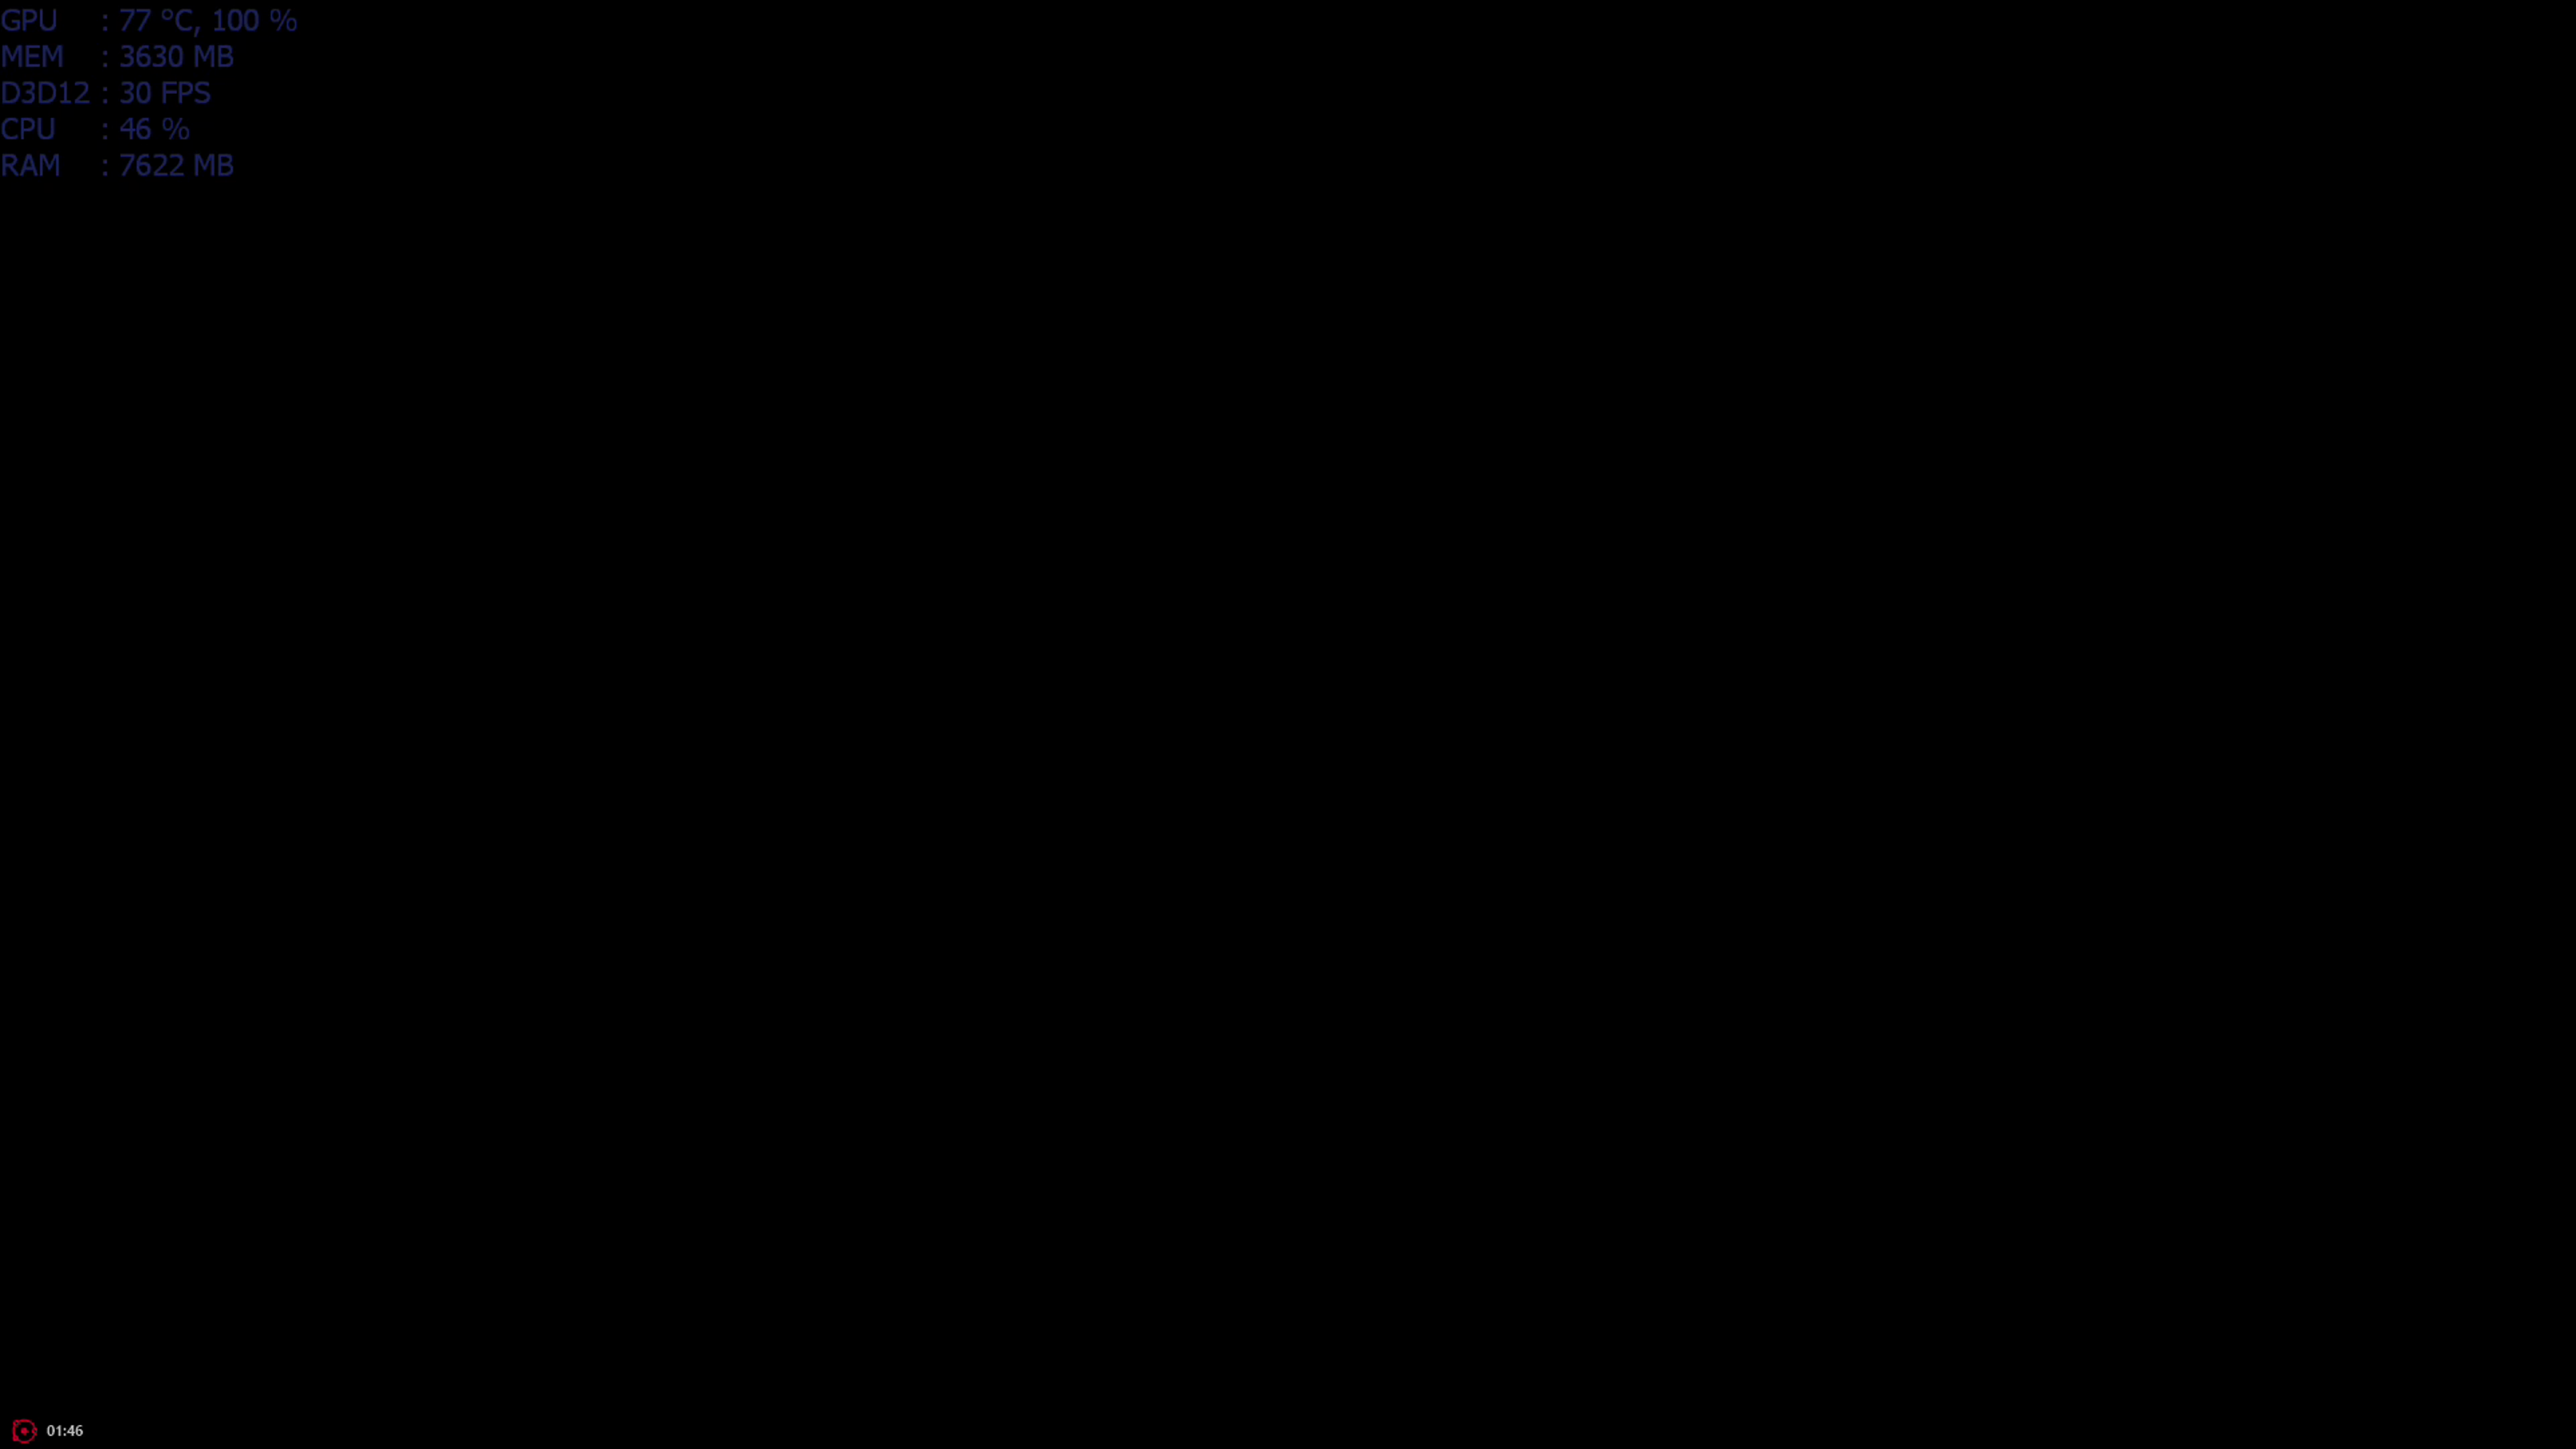 GPU : 77 °C, 100 %
MEM : 3630 MB
D3D12 : 30 FPS
CPU : 46 %
RAM : 7622 MB
01:46